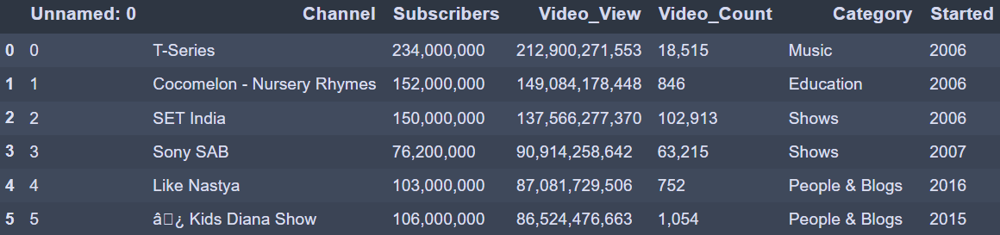 Unnamed: 0 Channel Subscribers Video_View Video_Count Category Started
0 0 T-Series 234,000,000 212,900,271,553 18,515 Music 2006
1 1 Cocomelon - Nursery Rhymes 152,000,000 149,084,178,448 846 Education 2006
2 2 SET India 150,000,000 137,566,277,370 102,913 Shows 2006
3 3 Sony SAB 76,200,000 90,914,258,642 63,215 Shows 2007
4 4 Like Nastya 103,000,000 87,081,729,506 752 People & Blogs 2016
5 5 â□¿ Kids Diana Show 106,000,000 86,524,476,663 1,054 People & Blogs 2015